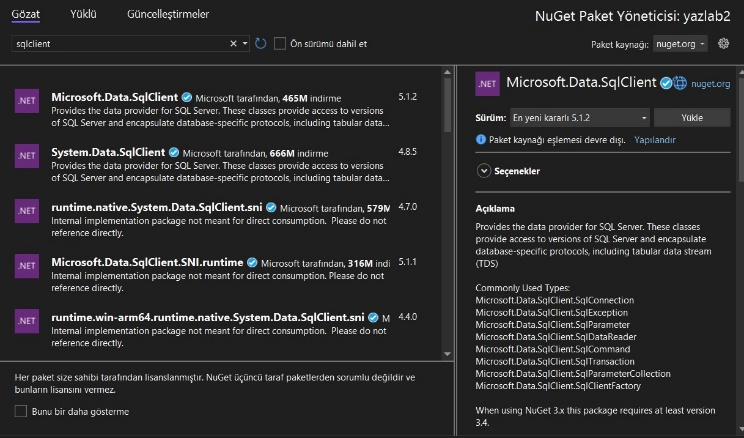 Gözat Yüklü Güncelleştirmeler
NuGet Paket Yöneticisi: yazlab2
sqlclient
Ön sürümü dahil et
Paket kaynağı: nuget.org
.NET
Microsoft.Data.SqlClient Microsoft tarafından, 465M indirme 5.1.2
Provides the data provider for SQL Server. These classes provide access to versions
of SQL Server and encapsulate database-specific protocols, including tabular data...
.NET
System.Data.SqlClient Microsoft tarafından, 666M indirme 4.8.5
Provides the data provider for SQL Server. These classes provide access to versions
of SQL Server and encapsulate database-specific protocols, including tabular data...
.NET
runtime.native.System.Data.SqlClient.sni Microsoft tarafından, 579M 4.7.0
Internal implementation package not meant for direct consumption. Please do not
reference directly.
.NET
Microsoft.Data.SqlClient.SNI.runtime Microsoft tarafından, 316M indi 5.1.1
Internal implementation package not meant for direct consumption. Please do not
reference directly.
.NET
runtime.win-arm64.runtime.native.System.Data.SqlClient.sni M 4.4.0
Internal implementation package not meant for direct consumption. Please do not
reference directly.
Her paket size sahibi tarafından lisanslanmıştır. NuGet üçüncü taraf paketlerden sorumlu değildir ve
bunların lisansını vermez.
Bunu bir daha gösterme
.NET
Microsoft.Data.SqlClient nuget.org
Sürüm: En yeni kararlı 5.1.2 Yükle
Paket kaynağı eşlemesi devre dışı. Yapılandır
Seçenekler
Açıklama
Provides the data provider for SQL Server. These classes
provide access to versions of SQL Server and encapsulate
database-specific protocols, including tabular data stream
(TDS)
Commonly Used Types:
Microsoft.Data.SqlClient.SqlConnection
Microsoft.Data.SqlClient.SqlException
Microsoft.Data.SqlClient.SqlParameter
Microsoft.Data.SqlClient.SqlDataReader
Microsoft.Data.SqlClient.SqlCommand
Microsoft.Data.SqlClient.SqlTransaction
Microsoft.Data.SqlClient.SqlParameterCollection
Microsoft.Data.SqlClient.SqlClientFactory
When using NuGet 3.x this package requires at least version
3.4.